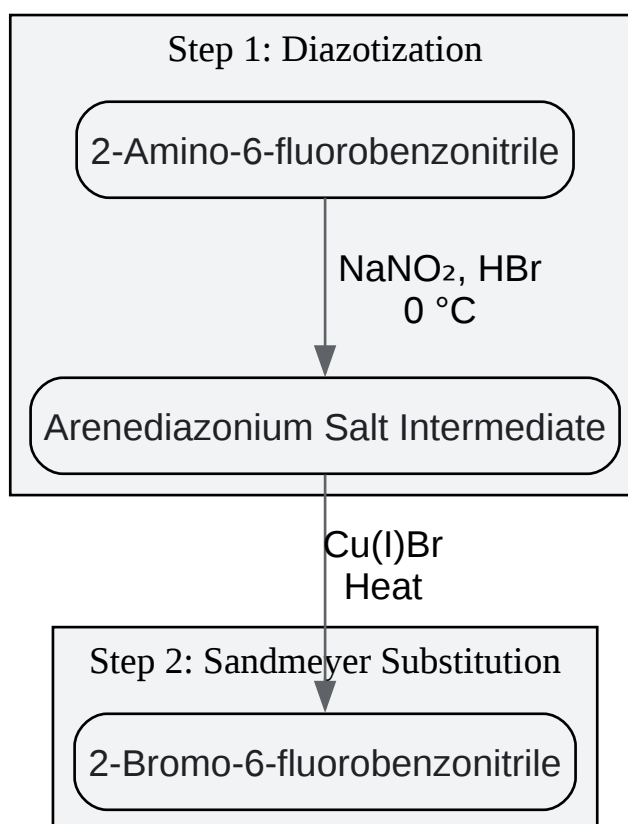 Step 1: Diazotization
2-Amino-6-fluorobenzonitrile
NaNO₂, HBr
0 °C
Arenediazonium Salt Intermediate
Cu(I)Br
Heat
Step 2: Sandmeyer Substitution
2-Bromo-6-fluorobenzonitrile